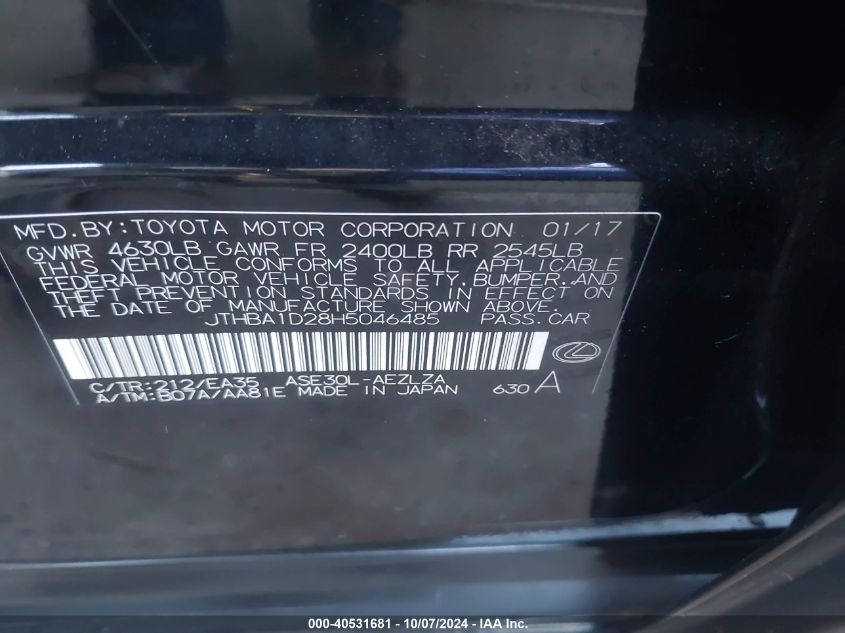 MFD.BY:TOYOTA MOTOR CORPORATION 01/17
GVWR 4630LB GAWR FR 2400LB RR 2545LB
THIS VEHICLE CONFORMS TO ALL APPLICABLE
FEDERAL MOTOR VEHICLE SAFETY,BUMPER,AND
THEFT PREVENTION STANDARDS IN EFFECT ON
THE DATE OF MANUFACTURE SHOWN ABOVE.
JTHBA1D28H5046485 PASS.CAR
C/TR:212/EA35 ASE30L-AEZLZA
A/TM:B07A/AA81E MADE IN JAPAN 630 A
000-40531681 - 10/07/2024 - IAA Inc.